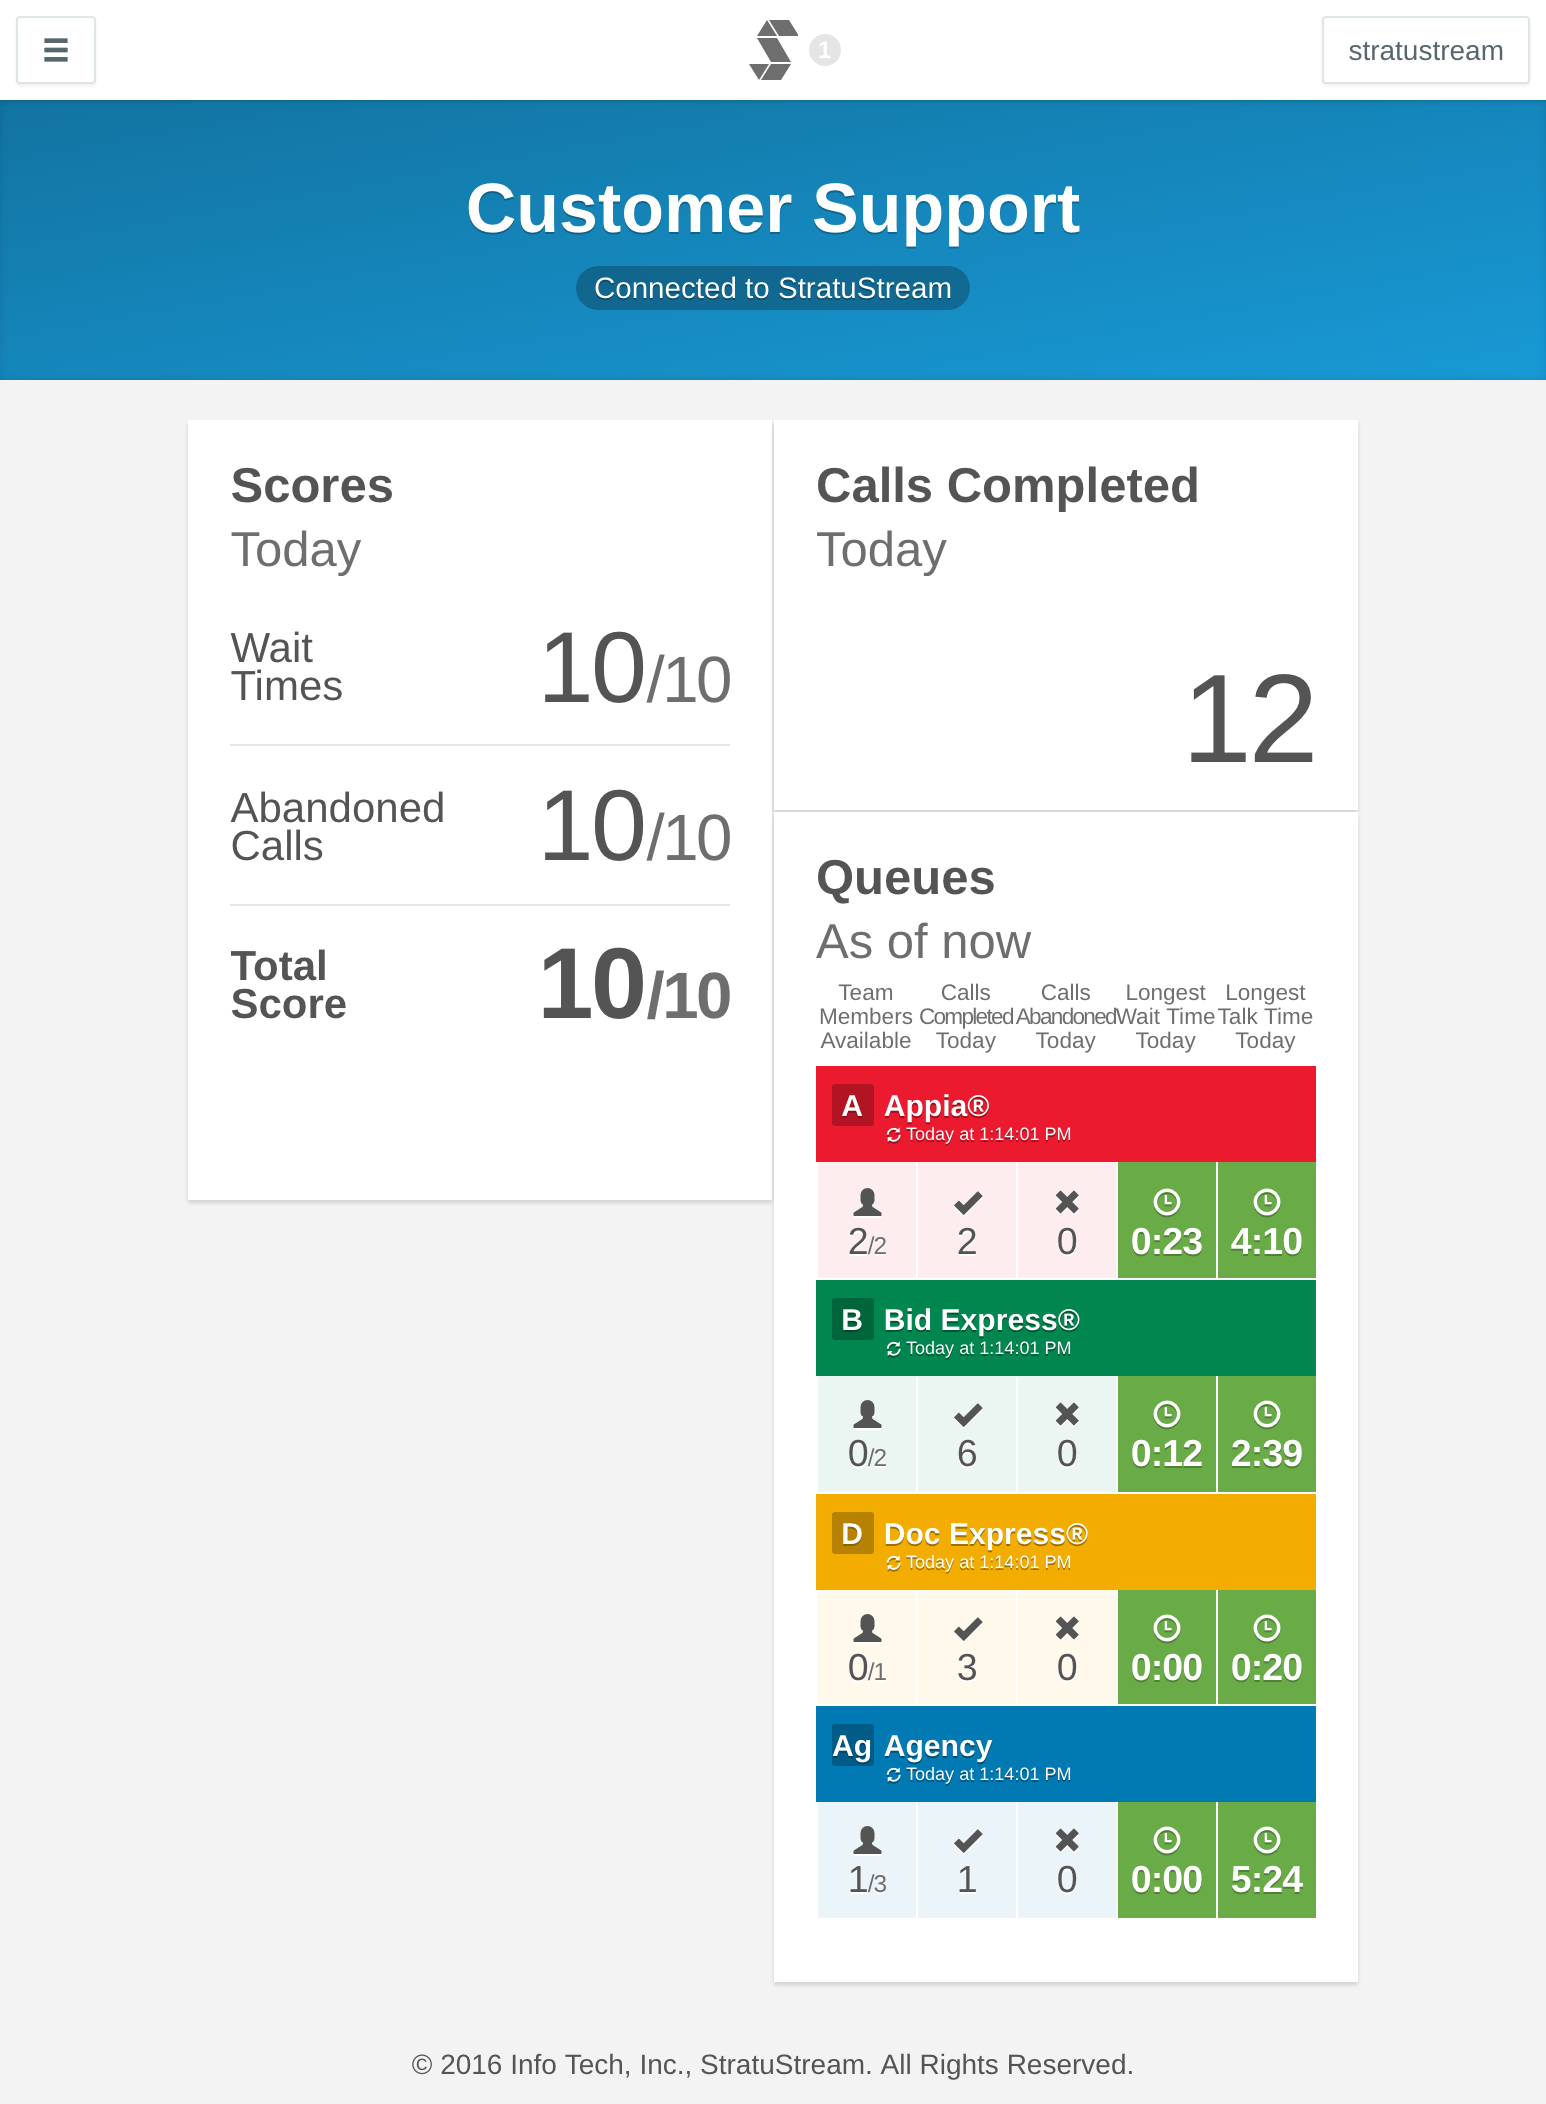 1
stratustream
Customer Support
Connected to StratuStream
Scores
Today
Wait
Times
10/10
Abandoned
Calls
10/10
Total
Score
10/10
Calls Completed
Today
12
Queues
As of now
Team Members Available
Calls Completed Today
Calls Abandoned Today
Longest Wait Time Today
Longest Talk Time Today
A Appia®
Today at 1:14:01 PM
2/2 2 0 0:23 4:10
B Bid Express®
Today at 1:14:01 PM
0/2 6 0 0:12 2:39
D Doc Express®
Today at 1:14:01 PM
0/1 3 0 0:00 0:20
Ag Agency
Today at 1:14:01 PM
1/3 1 0 0:00 5:24
© 2016 Info Tech, Inc., StratuStream. All Rights Reserved.